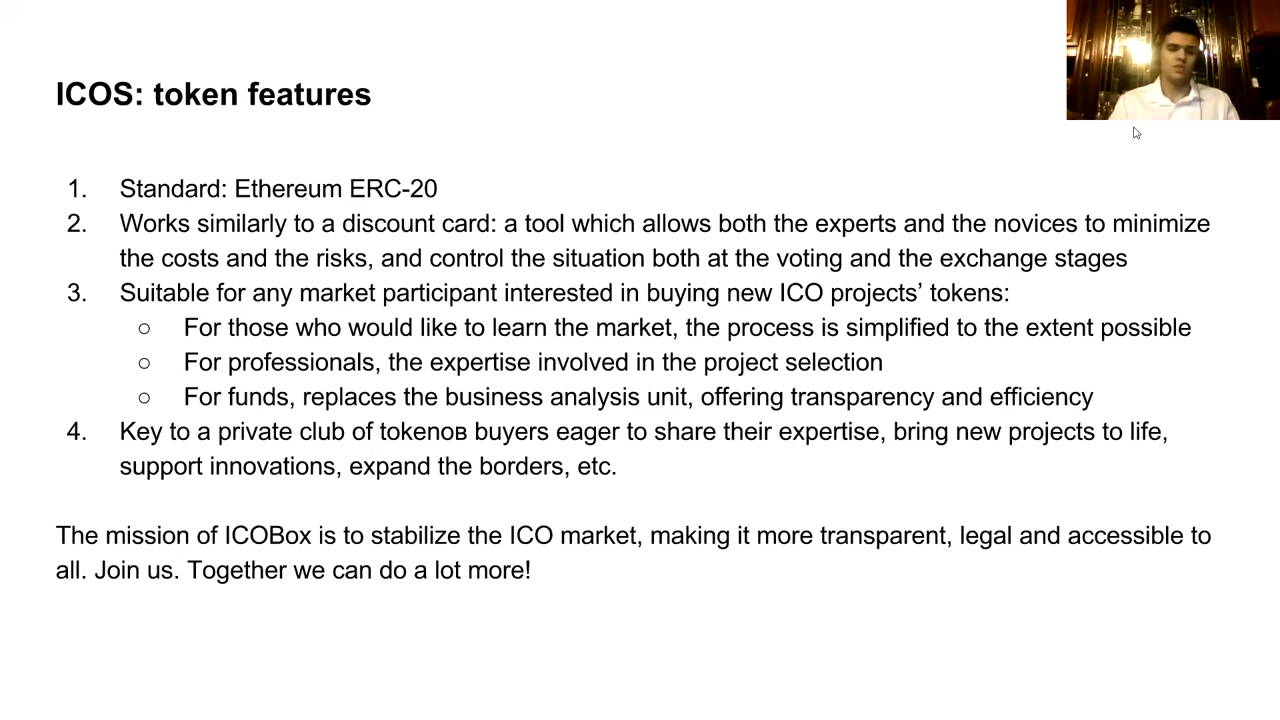 ICOS: token features
1. Standard: Ethereum ERC-20
2. Works similarly to a discount card: a tool which allows both the experts and the novices to minimize
the costs and the risks, and control the situation both at the voting and the exchange stages
3. Suitable for any market participant interested in buying new ICO projects’ tokens:
○ For those who would like to learn the market, the process is simplified to the extent possible
○ For professionals, the expertise involved in the project selection
○ For funds, replaces the business analysis unit, offering transparency and efficiency
4. Key to a private club of tokenов buyers eager to share their expertise, bring new projects to life,
support innovations, expand the borders, etc.
The mission of ICOBox is to stabilize the ICO market, making it more transparent, legal and accessible to
all. Join us. Together we can do a lot more!